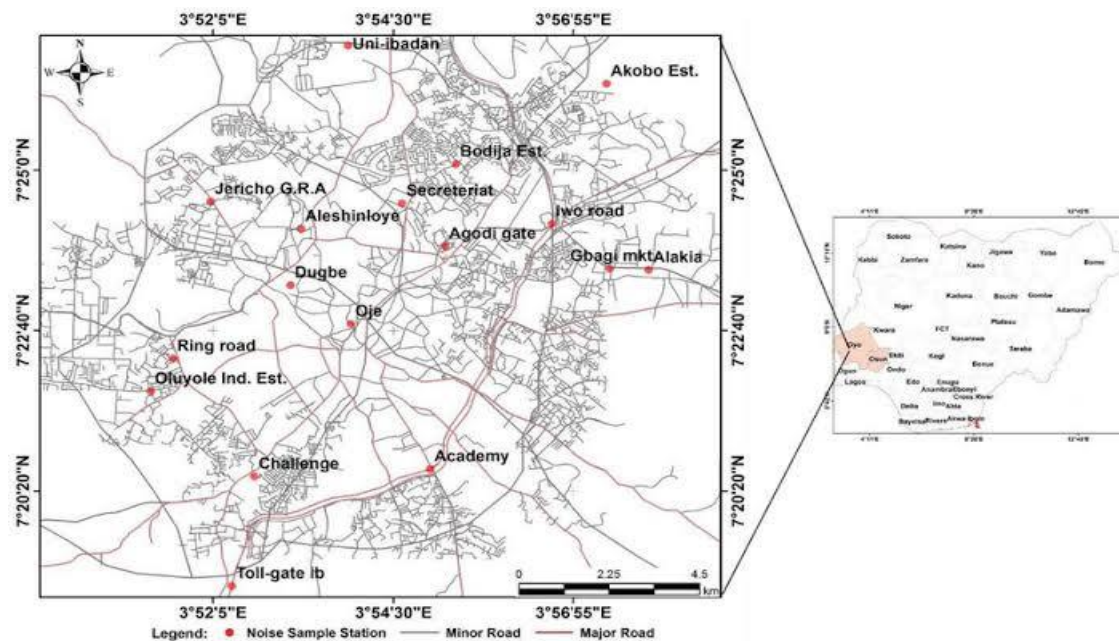 3°52'5"E 3°54'30"E 3°56'55"E
N
W E
S
Uni-ibadan
Akobo Est.
7°25'0"N
Bodija Est.
7°25'0"N
Jericho G.R.A
Secreteriat
Aleshinloye
Iwo road
Agodi gate
Gbagi mkt Alakia
Dugbe
Oje
7°22'40"N
7°22'40"N
Ring road
Oluyole Ind. Est.
Challenge
Academy
7°20'20"N
7°20'20"N
Toll-gate ib
0 2.25 4.5
km
3°52'5"E 3°54'30"E 3°56'55"E
Legend: Noise Sample Station Minor Road Major Road
Sokoto
Katsina
Jigawa
Yobe
Borno
Kebbi
Zamfara
Kano
Kaduna
Bauchi
Gombe
Adamawa
Niger
Plateau
Kwara
FCT
Nasarawa
Oyo
Taraba
Osun
Ekiti
Kogi
Benue
Ogun
Ondo
Lagos
Edo
Enugu
Anambra
Ebonyi
Cross River
Delta
Imo
Abia
Bayelsa
Rivers